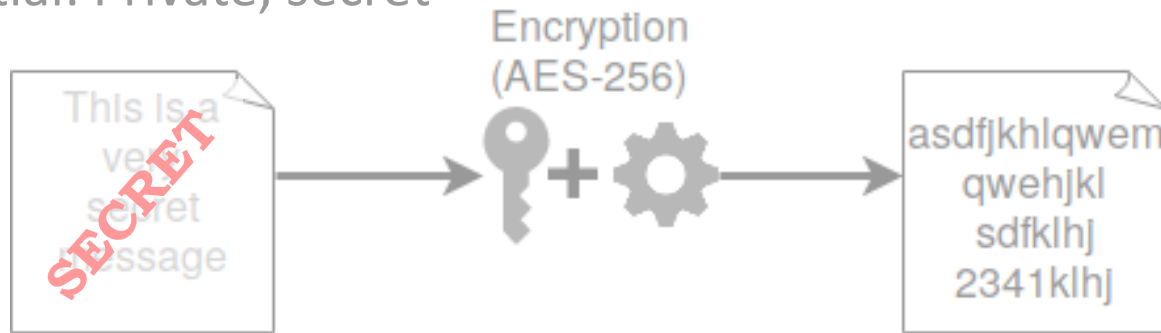 tial: Private, secret
Encryption
(AES-256)
This is a
very
secret
message
SECRET
asdfjkhlqwem
qwehjkl
sdfklhj
2341klhj